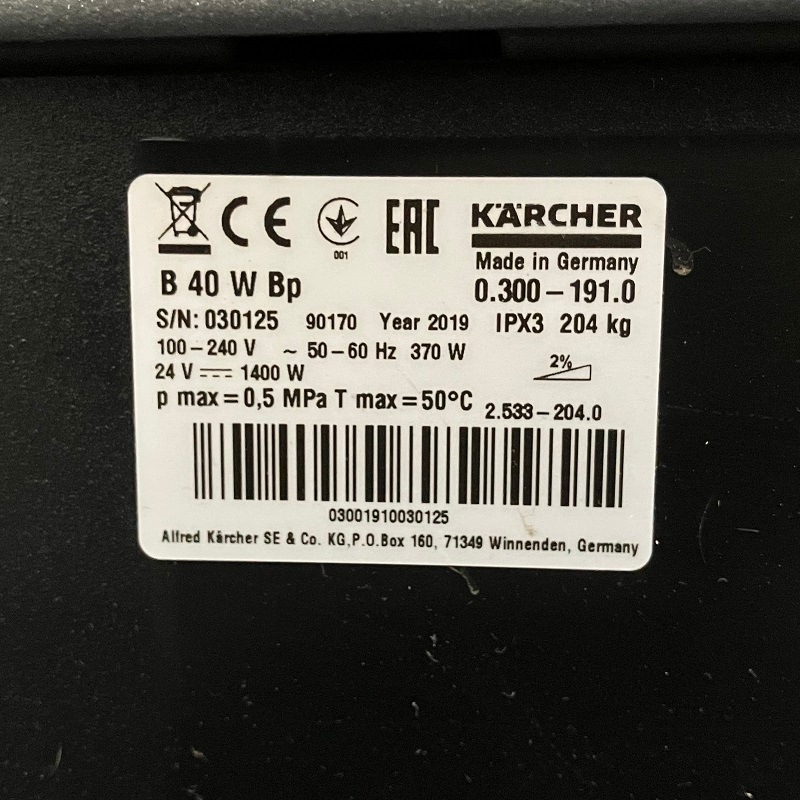 CE
001
EAC
KÄRCHER
Made in Germany
B 40 W Bp
0.300-191.0
S/N: 030125 90170 Year 2019 IPX3 204 kg
100-240 V ~ 50-60 Hz 370 W
2%
24 V ⎓ 1400 W
p max=0,5 MPa T max=50°C 2.533-204.0
03001910030125
Alfred Kärcher SE & Co. KG,P.O.Box 160, 71349 Winnenden, Germany